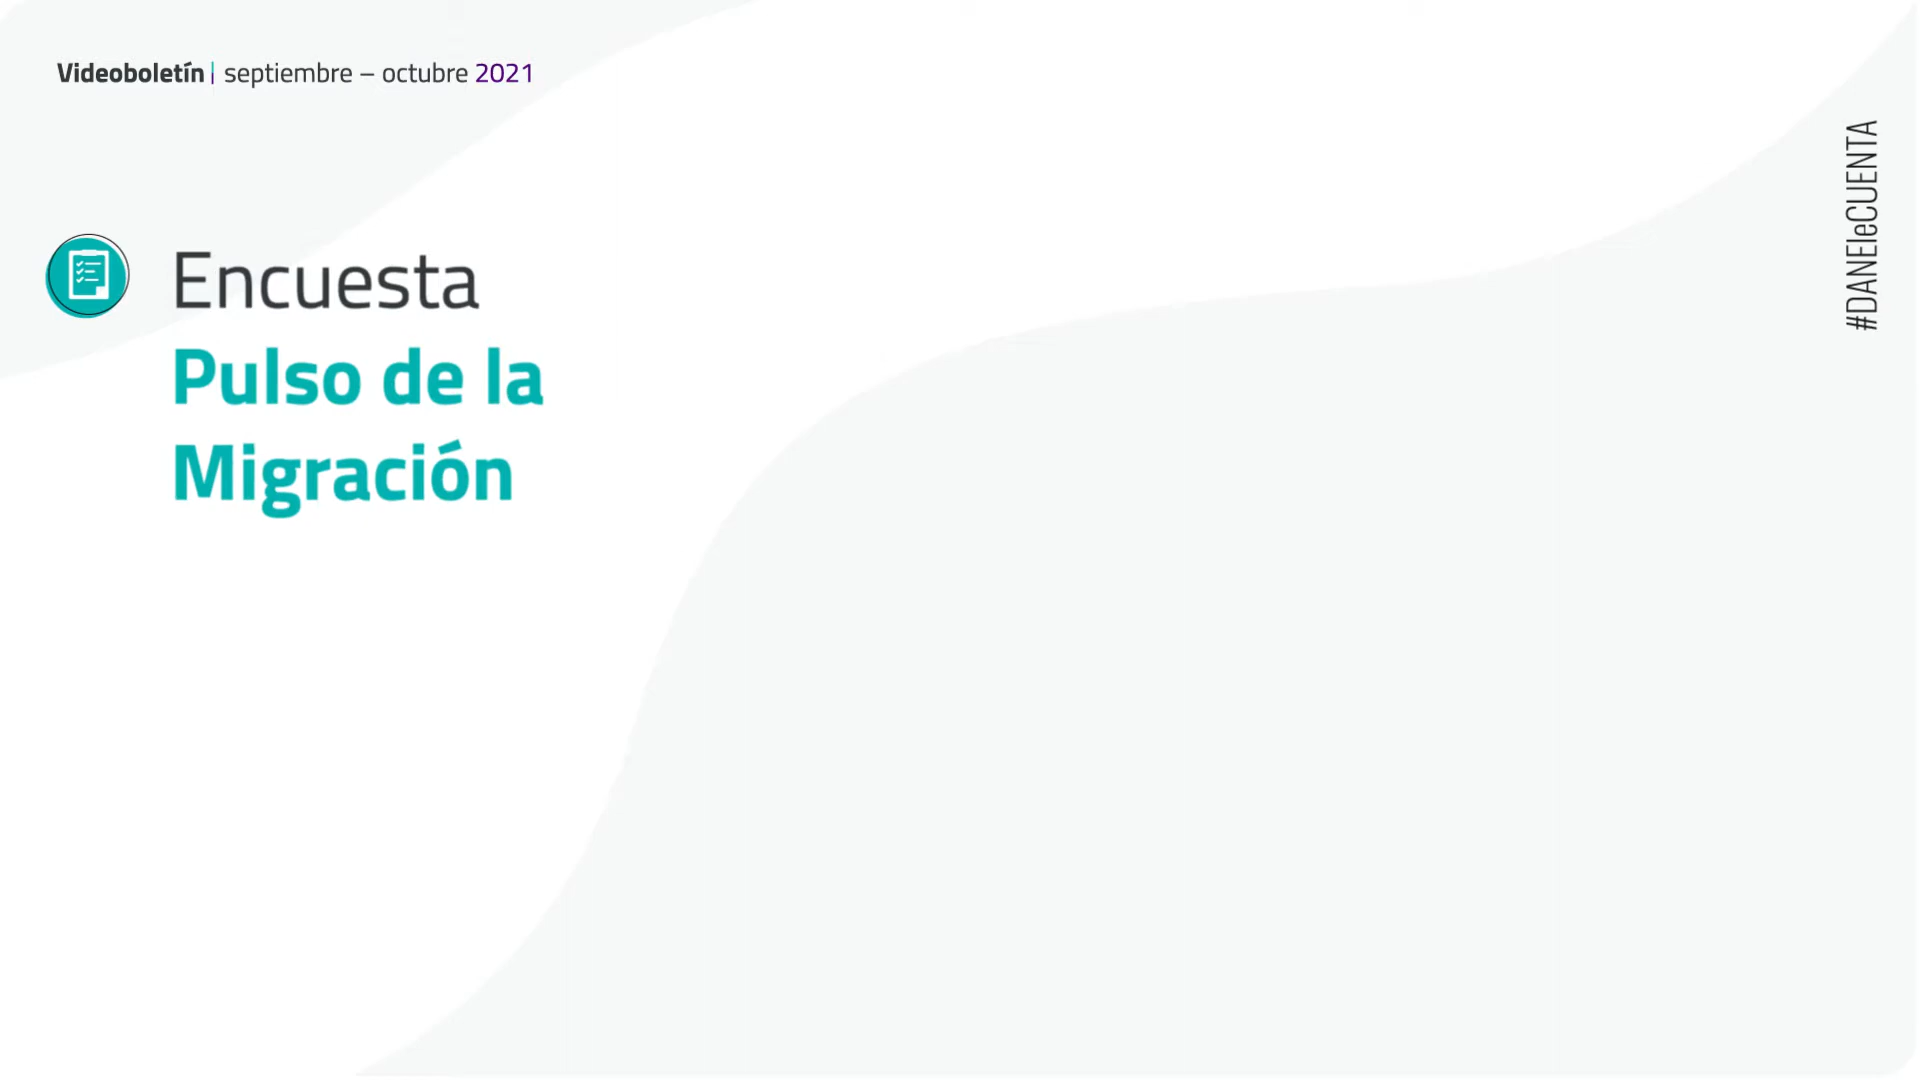 Videoboletín | septiembre – octubre 2021
#DANEleCUENTA
Encuesta
Pulso de la
Migración